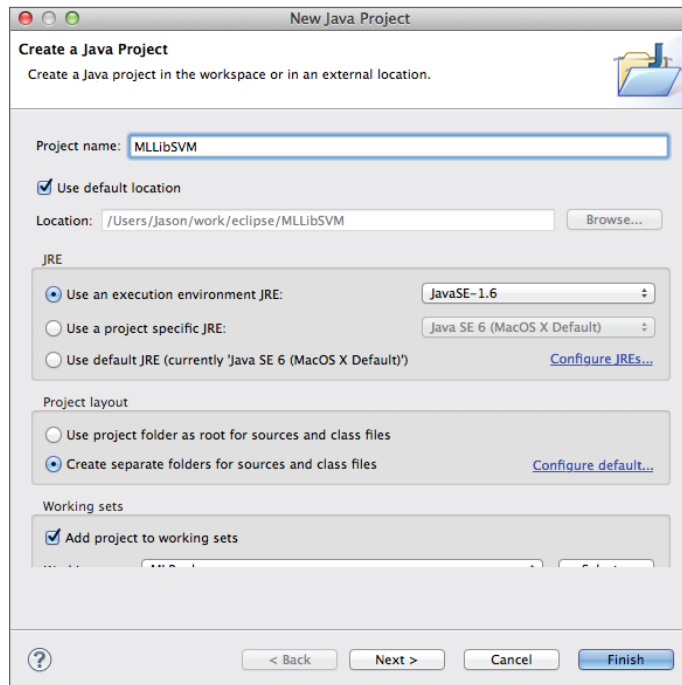 New Java Project
Create a Java Project
Create a Java project in the workspace or in an external location.
Project name: MLLibSVM
Use default location
Location: /Users/Jason/work/eclipse/MLLibSVM Browse...
JRE
Use an execution environment JRE: JavaSE-1.6
Use a project specific JRE: Java SE 6 (MacOS X Default)
Use default JRE (currently 'Java SE 6 (MacOS X Default)') Configure JREs...
Project layout
Use project folder as root for sources and class files
Create separate folders for sources and class files Configure default...
Working sets
Add project to working sets
? < Back Next > Cancel Finish